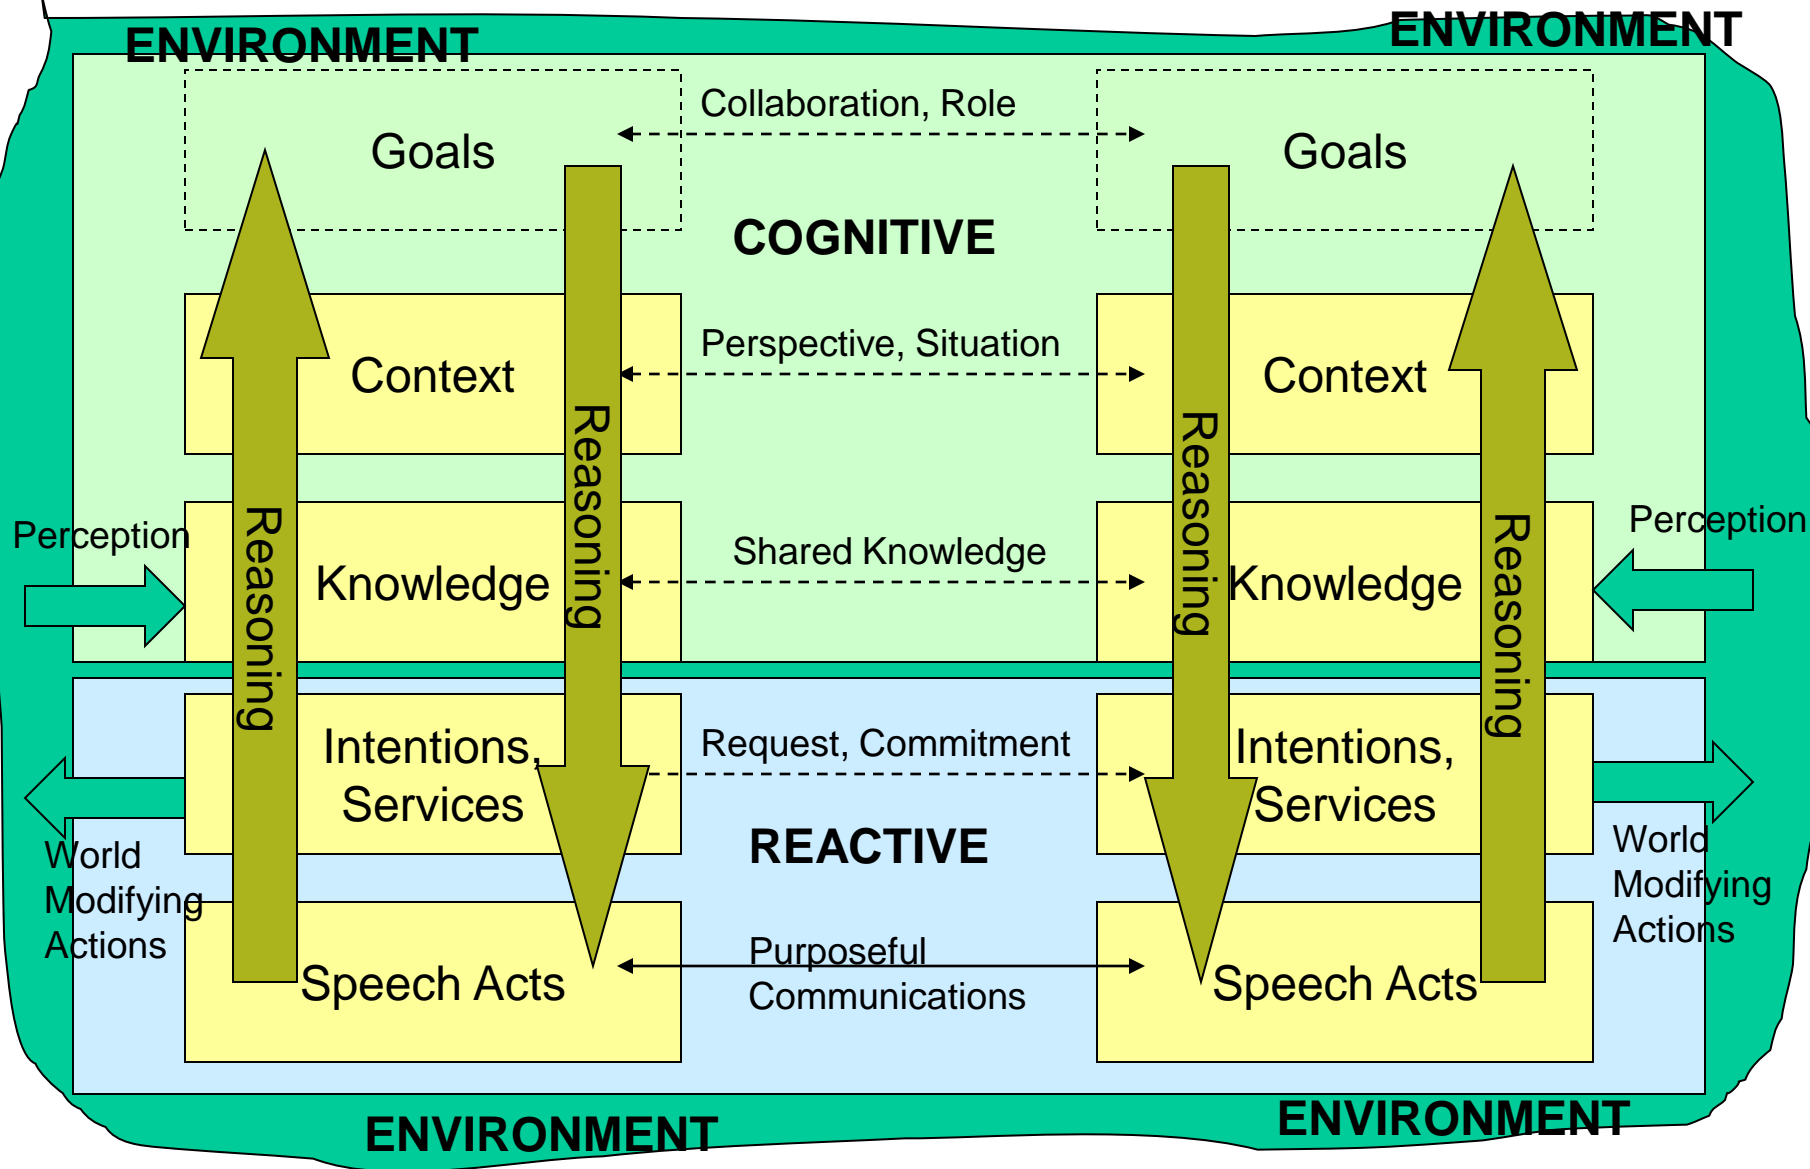 ENVIRONMENT
ENVIRONMENT
Collaboration, Role
Goals
Goals
COGNITIVE
Perspective, Situation
Context
Context
Reasoning
Reasoning
Reasoning
Reasoning
Perception
Perception
Shared Knowledge
Knowledge
Knowledge
Request, Commitment
Intentions,
Services
Intentions,
Services
REACTIVE
World
Modifying
Actions
World
Modifying
Actions
Purposeful
Communications
Speech Acts
Speech Acts
ENVIRONMENT
ENVIRONMENT